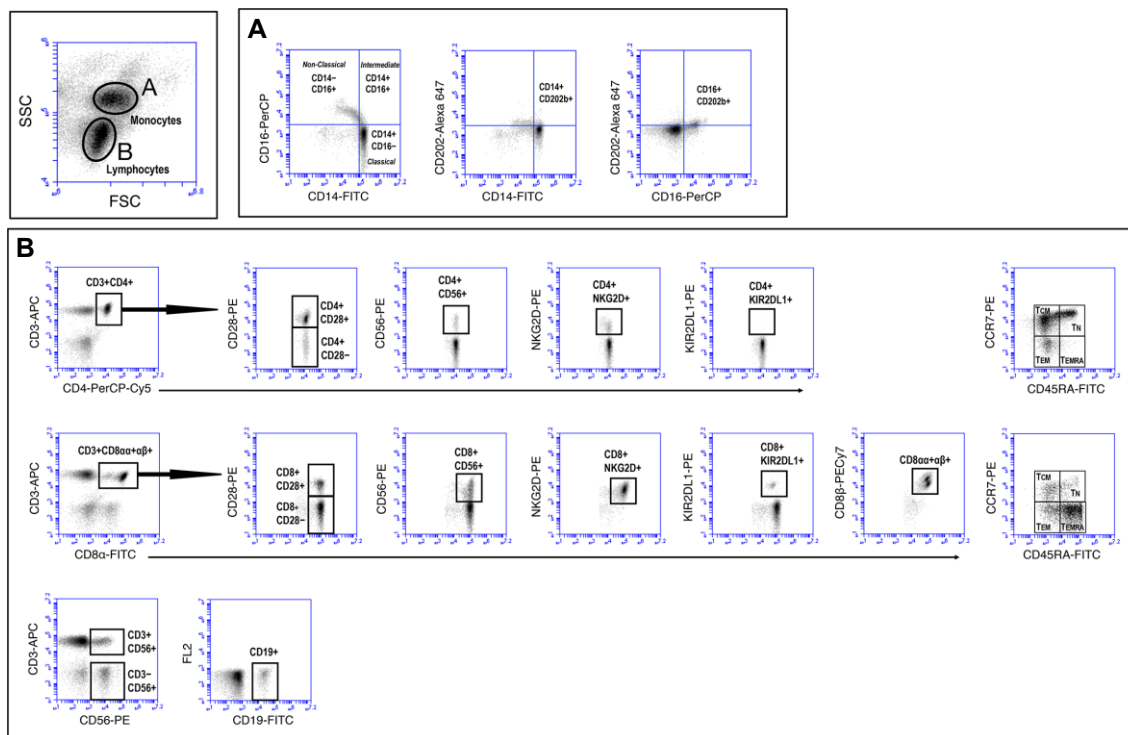 SSC
A
Monocytes
B
Lymphocytes
FSC
A
CD16-PerCP
Non-Classical
CD14−
CD16+
Intermediate
CD14+
CD16+
CD14+
CD16−
Classical
CD14-FITC
CD202-Alexa 647
CD14+
CD202b+
CD14-FITC
CD202-Alexa 647
CD16+
CD202b+
CD16-PerCP
B
CD3-APC
CD3+CD4+
CD4-PerCP-Cy5
CD28-PE
CD4+
CD28+
CD4+
CD28−
CD56-PE
CD4+
CD56+
NKG2D-PE
CD4+
NKG2D+
KIR2DL1-PE
CD4+
KIR2DL1+
CCR7-PE
TCM
TN
TEM
TEMRA
CD45RA-FITC
CD3-APC
CD3+CD8αα+αβ+
CD8α-FITC
CD28-PE
CD8+
CD28+
CD8+
CD28−
CD56-PE
CD8+
CD56+
NKG2D-PE
CD8+
NKG2D+
KIR2DL1-PE
CD8+
KIR2DL1+
CD8β-PECy7
CD8αα+αβ+
CCR7-PE
TCM
TN
TEM
TEMRA
CD45RA-FITC
CD3-APC
CD3+
CD56+
CD3−
CD56+
CD56-PE
FL2
CD19+
CD19-FITC